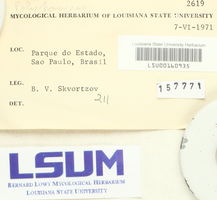 2619
MYCOLOGICAL HERBARIUM OF LOUISIANA STATE UNIVERSITY
7-VI-1971
LOC. Parque do Estado,
Sao Paulo, Brasil
Louisiana State University Herbarium
LSU00160935
LEG. B. V. Skvortzov
157771
DET.
211
LSUM
BERNARD LOWY MYCOLOGICAL HERBARIUM
LOUISIANA STATE UNIVERSITY